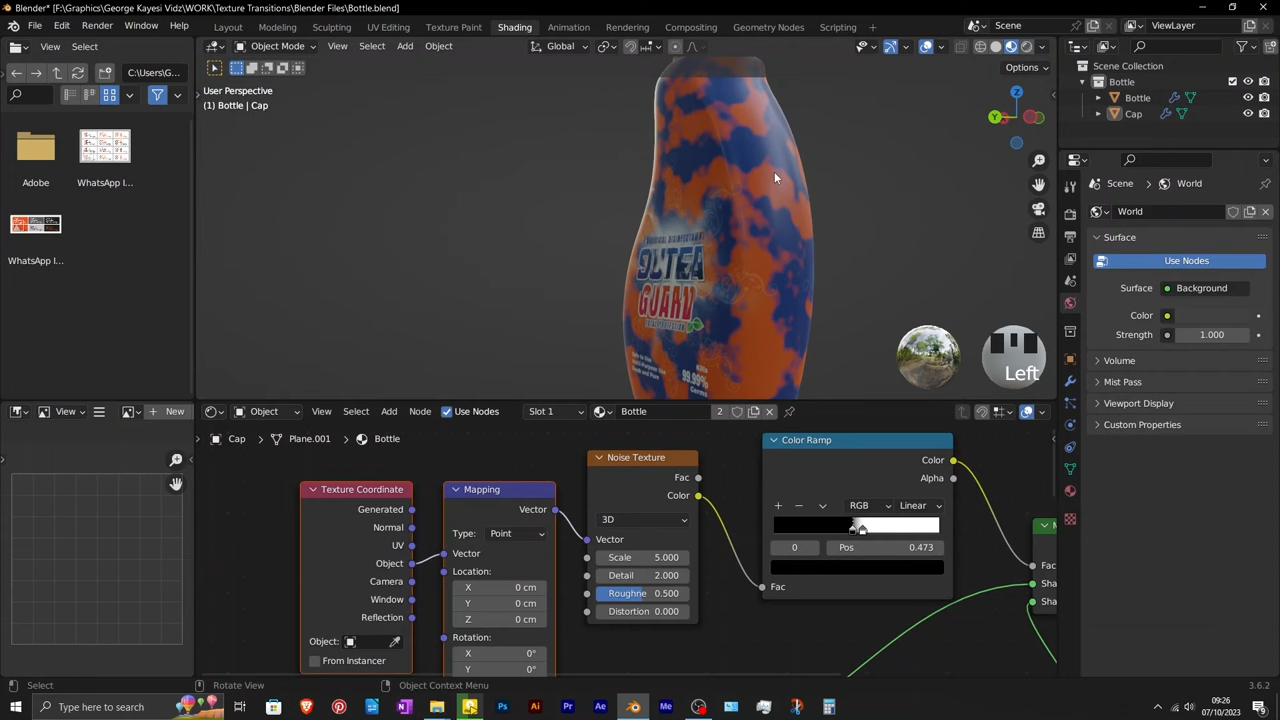 Blender* [F:\Graphics\George Kayesi Vidz\WORK\Texture Transitions\Blender Files\Bottle.blend]
File Edit Render Window Help
Layout Modeling Sculpting UV Editing Texture Paint Shading Animation Rendering Compositing Geometry Nodes Scripting
Scene
ViewLayer
View Select
Object Mode View Select Add Object Global
C:\Users\G...
Options
User Perspective
(1) Bottle | Cap
Scene Collection
Bottle
Bottle
Cap
Adobe
WhatsApp I...
WhatsApp I...
Scene World
World
Surface
Use Nodes
Surface Background
Color
Strength 1.000
Volume
Mist Pass
Viewport Display
Custom Properties
X
Y
Z
GUARD
99.99%
Germs
Left
View New
Object View Select Add Node Use Nodes Slot 1 Bottle 2
Cap Plane.001 Bottle
Texture Coordinate
Generated
Normal
UV
Object
Camera
Window
Reflection
Object:
From Instancer
Mapping
Vector
Type: Point
Vector
Location:
X 0 cm
Y 0 cm
Z 0 cm
Rotation:
X 0°
Y 0°
Noise Texture
Fac
Color
3D
Vector
Scale 5.000
Detail 2.000
Roughne 0.500
Distortion 0.000
Color Ramp
Color
Alpha
RGB Linear
0 Pos 0.473
Fac
Fac
Sha
Sha
Select Rotate View Object Context Menu 3.6.2
Type here to search
09:26
07/10/2023